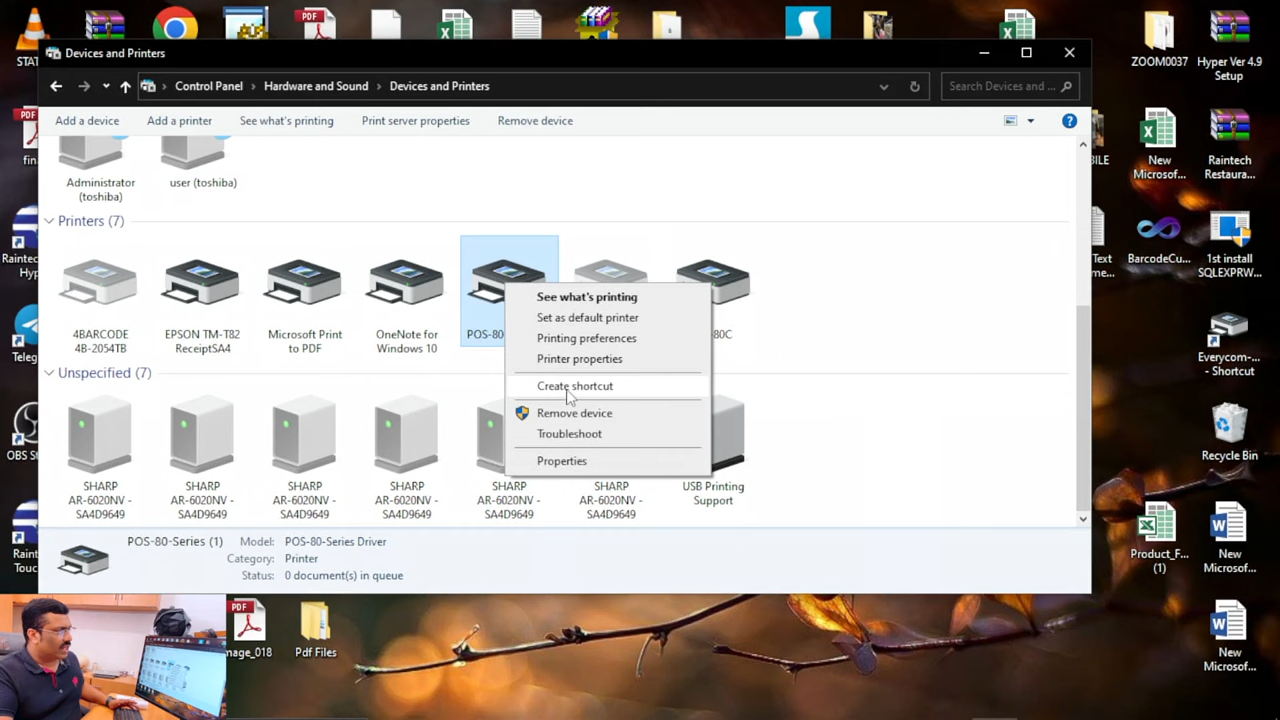 STAT
PDF
ZOOM0037
Hyper Ver 4.9
Setup
Devices and Printers
Control Panel
Hardware and Sound
Devices and Printers
Search Devices and ...
Add a device
Add a printer
See what's printing
Print server properties
Remove device
PDF
fin
BILE
New
Microsof...
Raintech
Restaura...
Administrator
(toshiba)
user (toshiba)
Printers (7)
4BARCODE
4B-2054TB
EPSON TM-T82
ReceiptSA4
Microsoft Print
to PDF
OneNote for
Windows 10
POS-80
80C
See what's printing
Set as default printer
Printing preferences
Printer properties
Create shortcut
Remove device
Troubleshoot
Properties
Raintec
Hyp
Text
me...
BarcodeCu...
1st install
SQLEXPRW...
Teleg
Everycom-...
- Shortcut
Unspecified (7)
SHARP
AR-6020NV -
SA4D9649
SHARP
AR-6020NV -
SA4D9649
SHARP
AR-6020NV -
SA4D9649
SHARP
AR-6020NV -
SA4D9649
SHARP
AR-6020NV -
SA4D9649
SHARP
AR-6020NV -
SA4D9649
USB Printing
Support
OBS St
Recycle Bin
Raint
Touc
POS-80-Series (1)
Model: POS-80-Series Driver
Category: Printer
Status: 0 document(s) in queue
Product_F...
(1)
New
Microsof...
PDF
mage_018
Pdf Files
New
Microsof...